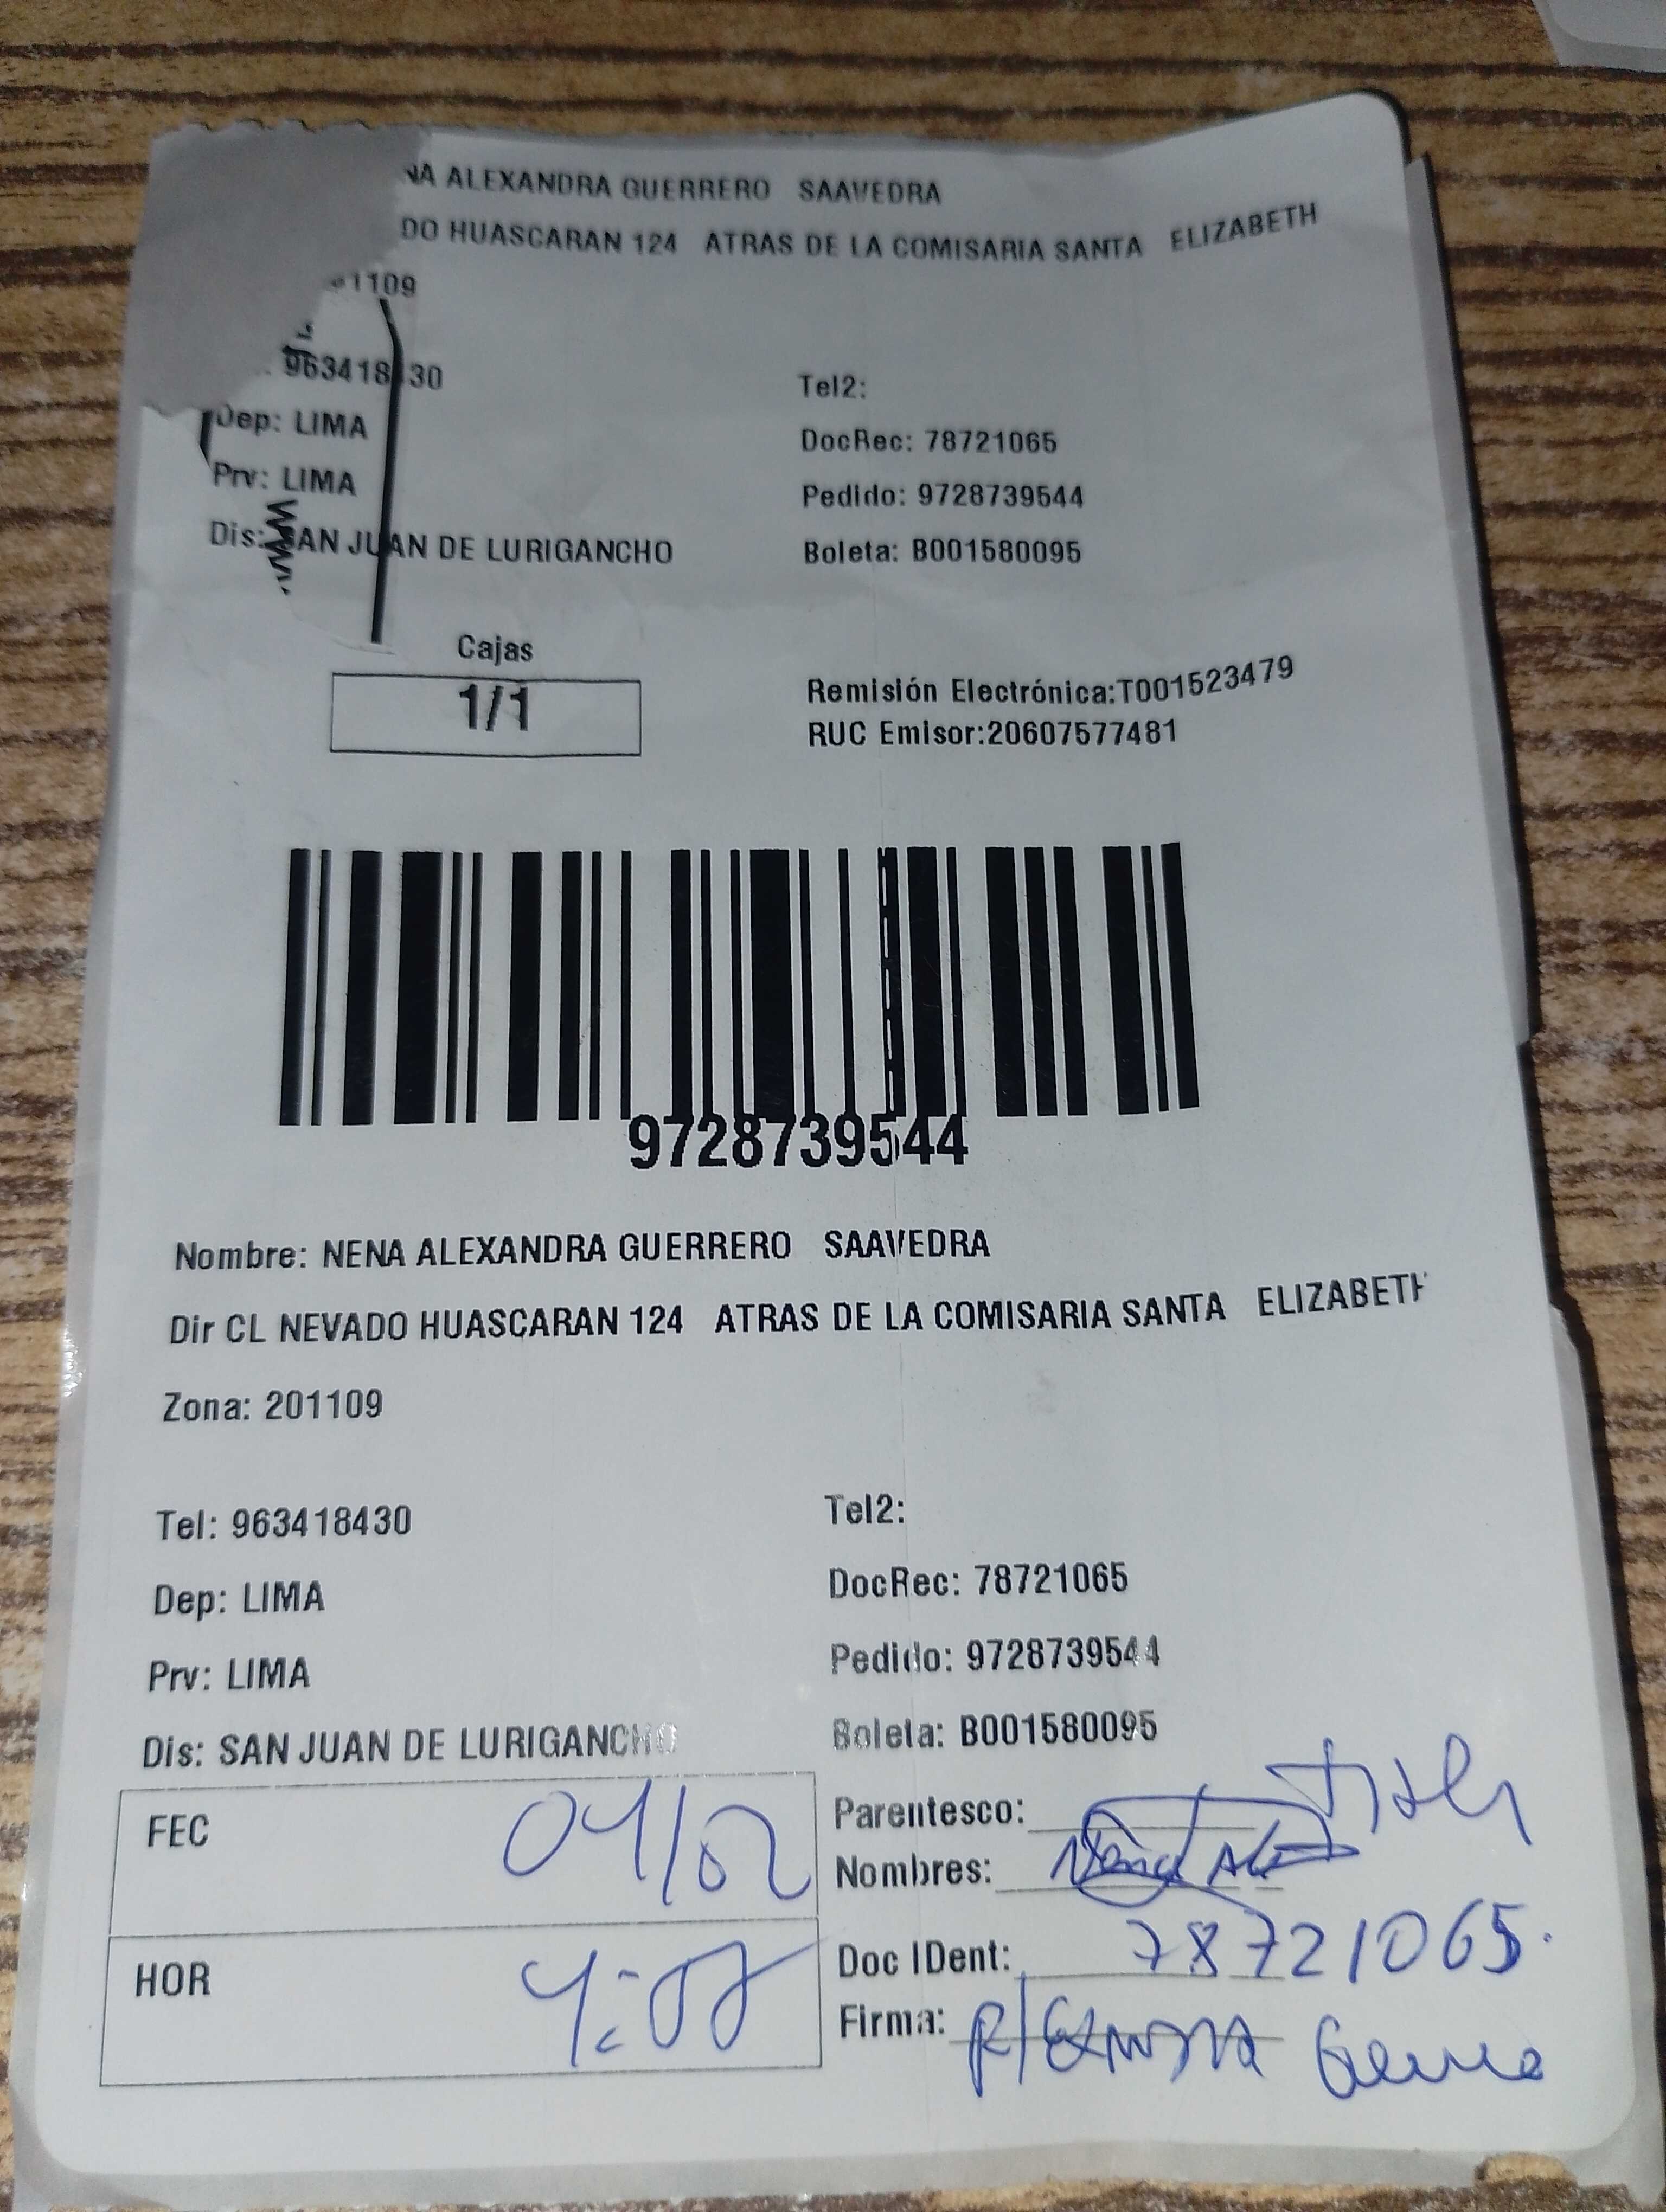 NA ALEXANDRA GUERRERO SAAVEDRA
DO HUASCARAN 124 ATRAS DE LA COMISARIA SANTA ELIZABETH
1109
963418430
Tel2:
Dep: LIMA
DocRec: 78721065
Prv: LIMA
Pedido: 9728739544
Dis: SAN JUAN DE LURIGANCHO
Boleta: B001580095
Cajas
1/1
Remisión Electrónica:T001523479
RUC Emisor:20607577481
9728739544
Nombre: NENA ALEXANDRA GUERRERO SAAVEDRA
Dir CL NEVADO HUASCARAN 124 ATRAS DE LA COMISARIA SANTA ELIZABETH
Zona: 201109
Tel: 963418430
Tel2:
Dep: LIMA
DocRec: 78721065
Prv: LIMA
Pedido: 9728739544
Dis: SAN JUAN DE LURIGANCHO
Boleta: B001580095
FEC
Parentesco:
Nombres:
HOR
Doc IDent: 78721065.
Firma: